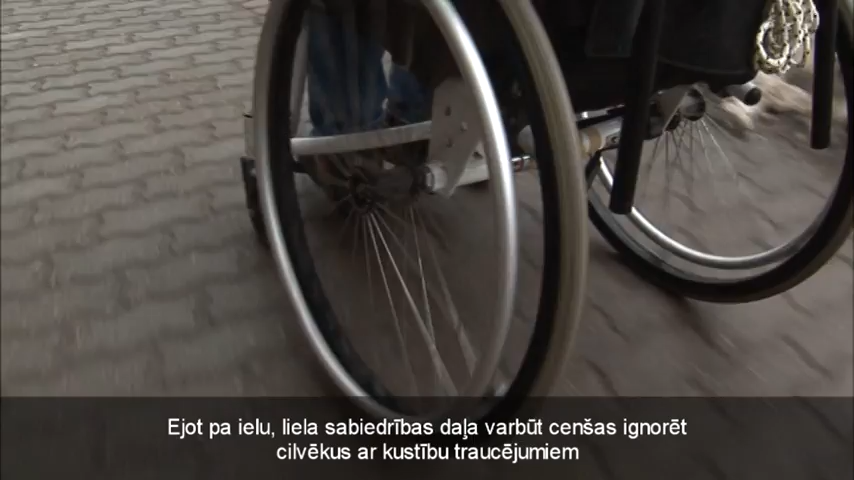 Ejot pa ielu, liela sabiedrības daļa varbūt cenšas ignorēt
cilvēkus ar kustību traucējumiem